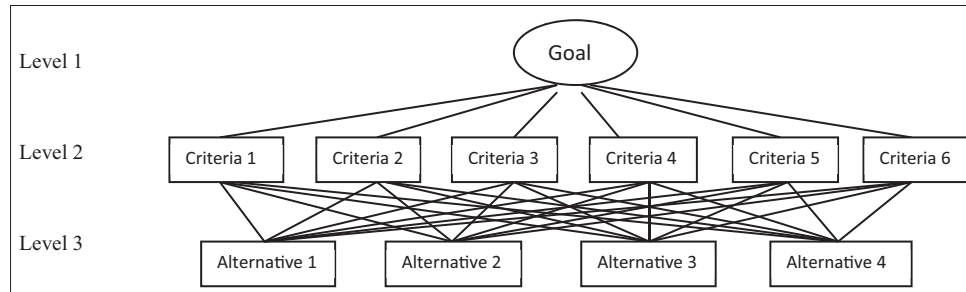 Level 1
Goal
Level 2
Criteria 1
Criteria 2
Criteria 3
Criteria 4
Criteria 5
Criteria 6
Level 3
Alternative 1
Alternative 2
Alternative 3
Alternative 4